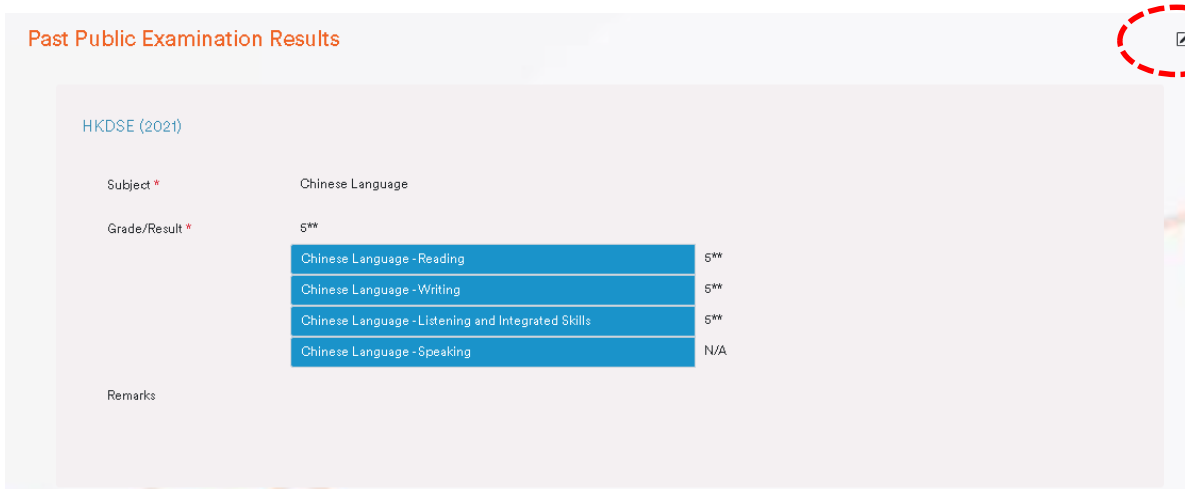 Past Public Examination Results
HKDSE (2021)
Subject * Chinese Language
Grade/Result * 5**
Chinese Language - Reading 5**
Chinese Language - Writing 5**
Chinese Language - Listening and Integrated Skills 5**
Chinese Language - Speaking N/A
Remarks